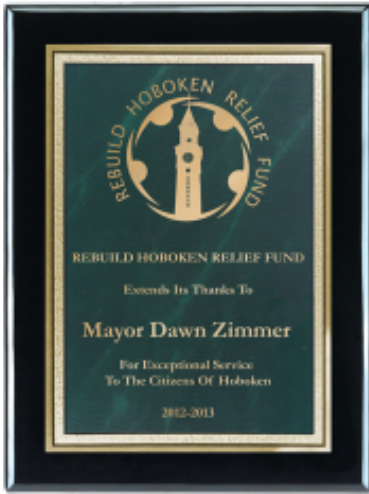 REBUILD HOBOKEN RELIEF FUND
REBUILD HOBOKEN RELIEF FUND
Extends Its Thanks To
Mayor Dawn Zimmer
For Exceptional Service
To The Citizens Of Hoboken
2012-2013